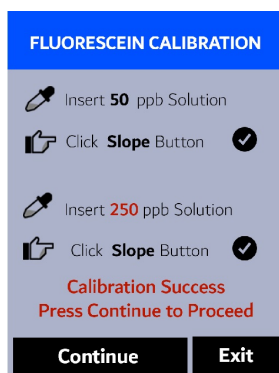 FLUORESCEIN CALIBRATION
Insert 50 ppb Solution
Click Slope Button
Insert 250 ppb Solution
Click Slope Button
Calibration Success
Press Continue to Proceed
Continue Exit